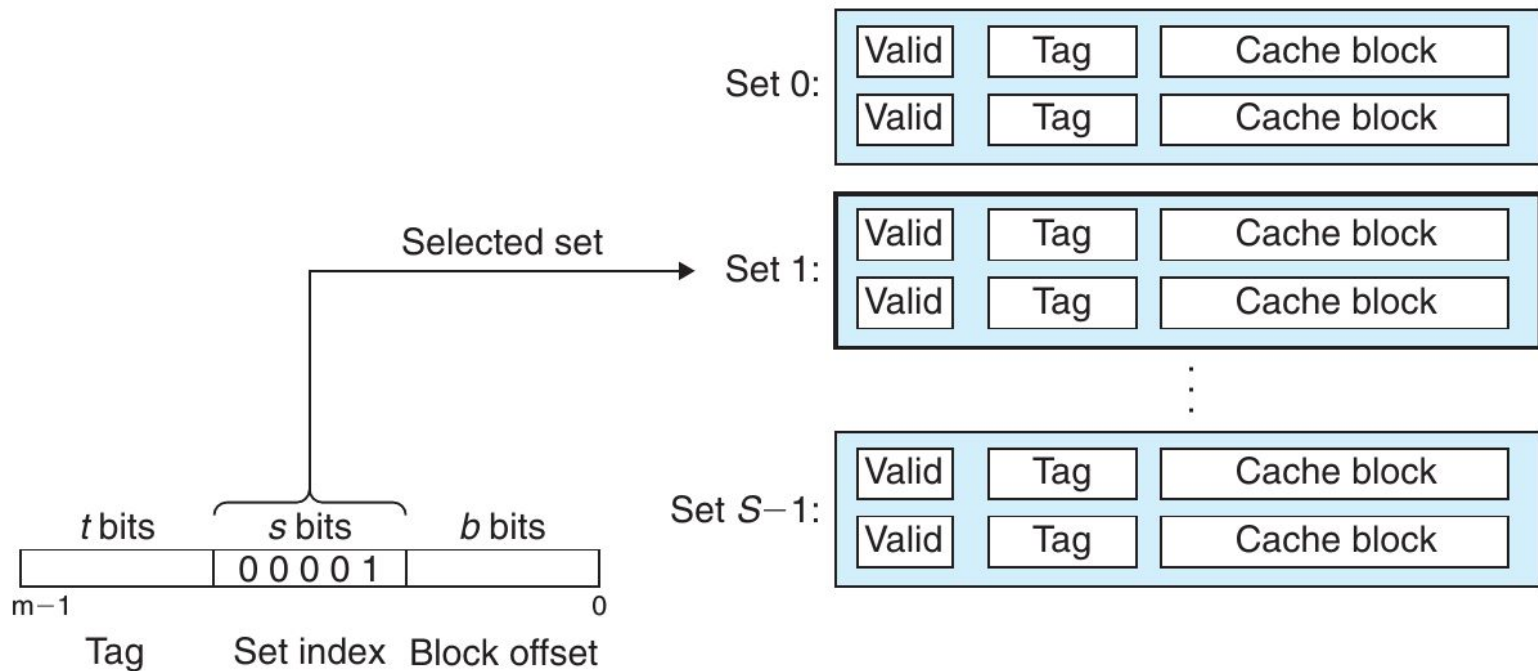 Set 0:
Valid Tag Cache block
Valid Tag Cache block
Selected set
Set 1:
Valid Tag Cache block
Valid Tag Cache block
Set S−1:
Valid Tag Cache block
Valid Tag Cache block
t bits s bits b bits
0 0 0 0 1
m−1 0
Tag Set index Block offset